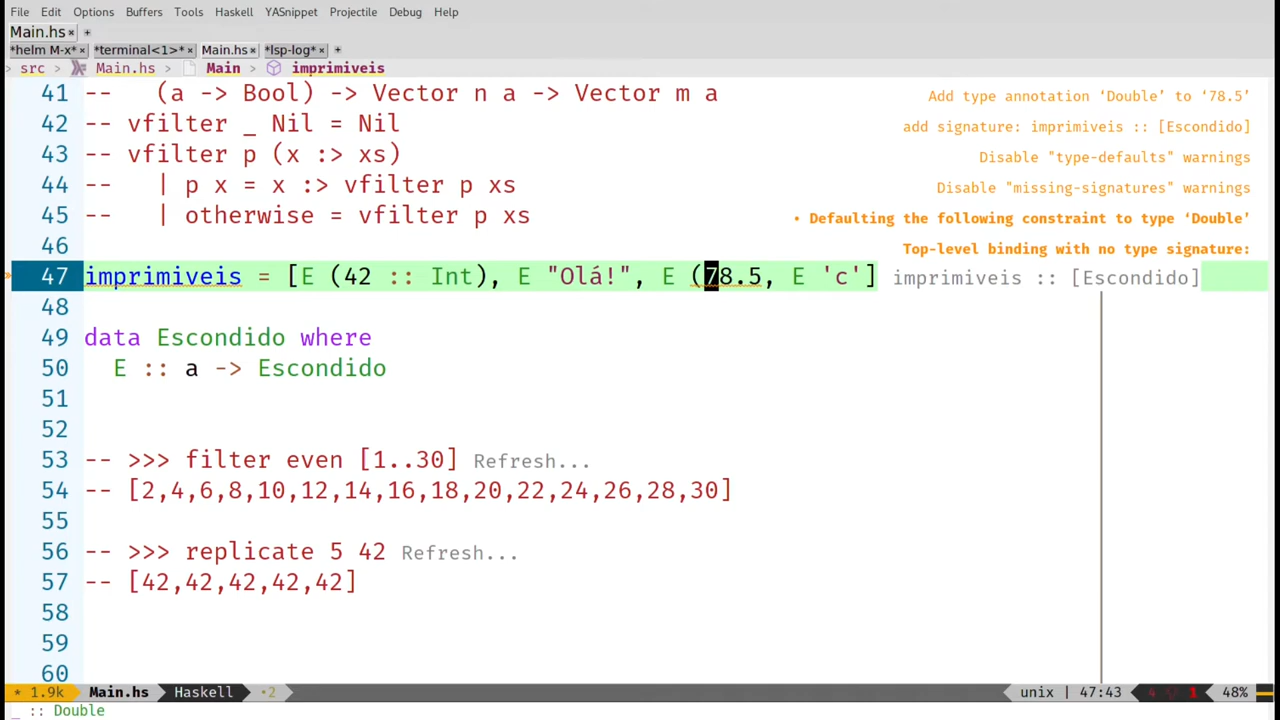 File Edit Options Buffers Tools Haskell YASnippet Projectile Debug Help
Main.hs× +
*helm M-x*× *terminal<1>*× Main.hs× *lsp-log*× +
> src > Main.hs > Main > imprimiveis
41 --   (a -> Bool) -> Vector n a -> Vector m a
Add type annotation ‘Double’ to ‘78.5’
42 -- vfilter _ Nil = Nil
add signature: imprimiveis :: [Escondido]
43 -- vfilter p (x :> xs)
Disable "type-defaults" warnings
44 --   | p x = x :> vfilter p xs
Disable "missing-signatures" warnings
45 --   | otherwise = vfilter p xs
• Defaulting the following constraint to type ‘Double’
46
Top-level binding with no type signature:
47 imprimiveis = [E (42 :: Int), E "Olá!", E (78.5, E 'c'] imprimiveis :: [Escondido]
48
49 data Escondido where
50   E :: a -> Escondido
51
52
53 -- >>> filter even [1..30] Refresh...
54 -- [2,4,6,8,10,12,14,16,18,20,22,24,26,28,30]
55
56 -- >>> replicate 5 42 Refresh...
57 -- [42,42,42,42,42]
58
59
60
* 1.9k Main.hs Haskell •2 unix | 47:43 4 1 48%
_ :: Double